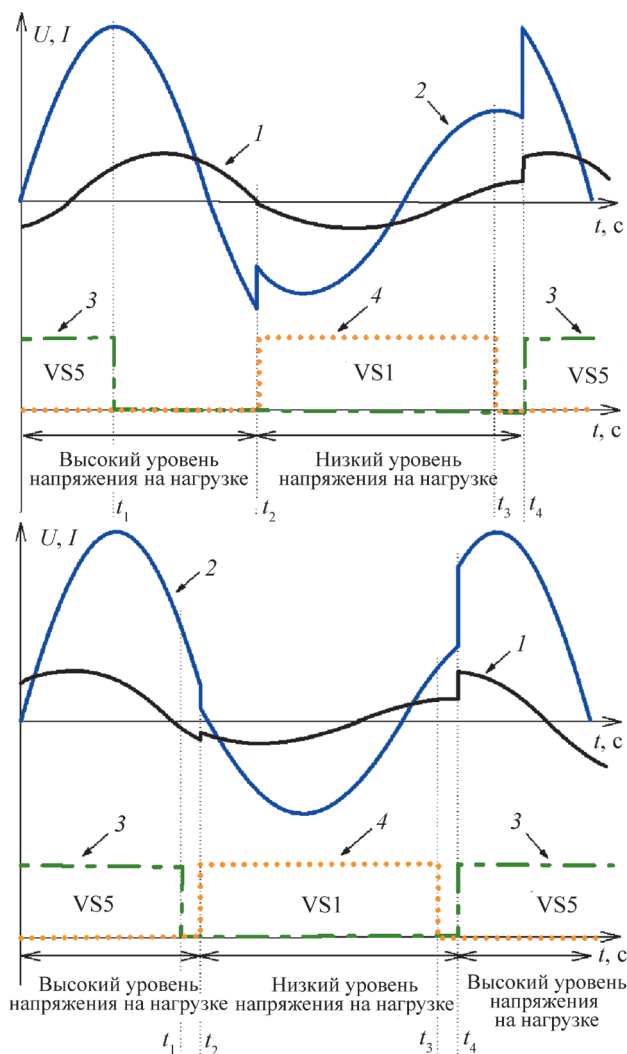 U, I
1
2
t, с
3
4
3
VS5
VS1
VS5
t, с
Высокий уровень
напряжения на нагрузке
Низкий уровень
напряжения на нагрузке
t1
t2
t3
t4
U, I
2
1
t, с
3
4
3
VS5
VS1
VS5
t, с
Высокий уровень
напряжения на нагрузке
Низкий уровень
напряжения на нагрузке
Высокий уровень
напряжения
на нагрузке
t1
t2
t3
t4